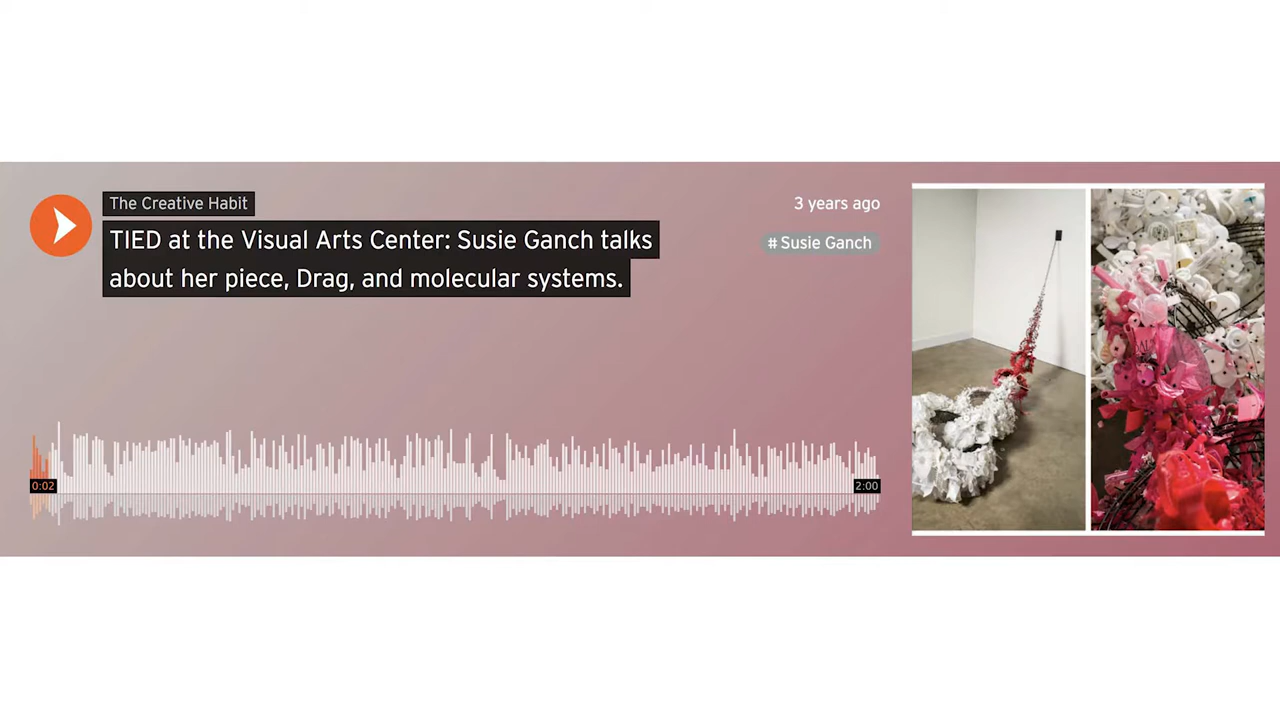 The Creative Habit
TIED at the Visual Arts Center: Susie Ganch talks
about her piece, Drag, and molecular systems.
3 years ago
# Susie Ganch
0:02
2:00